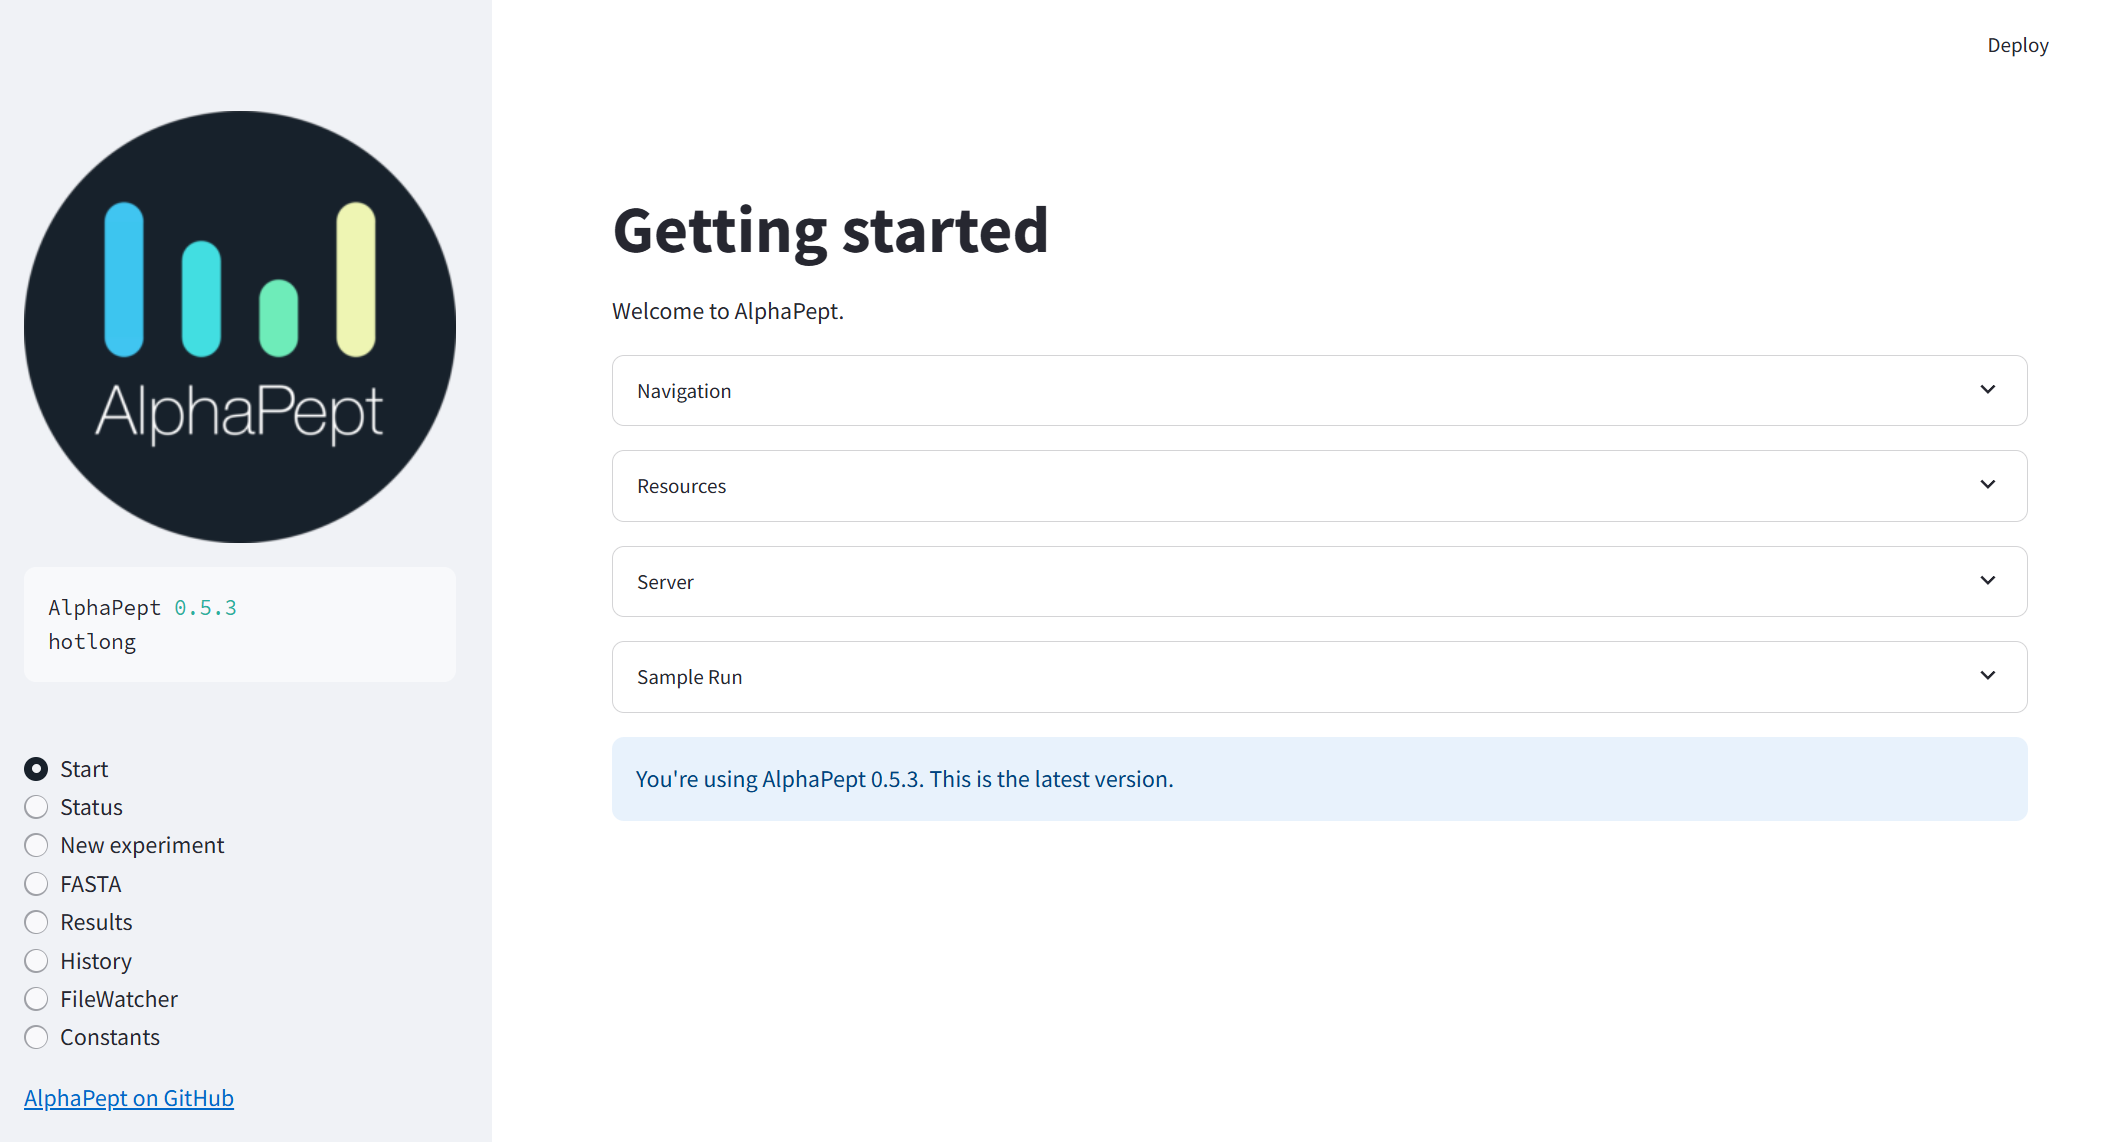 AlphaPept
AlphaPept 0.5.3
hotlong
Start
Status
New experiment
FASTA
Results
History
FileWatcher
Constants
AlphaPept on GitHub
Deploy
Getting started
Welcome to AlphaPept.
Navigation
Resources
Server
Sample Run
You're using AlphaPept 0.5.3. This is the latest version.